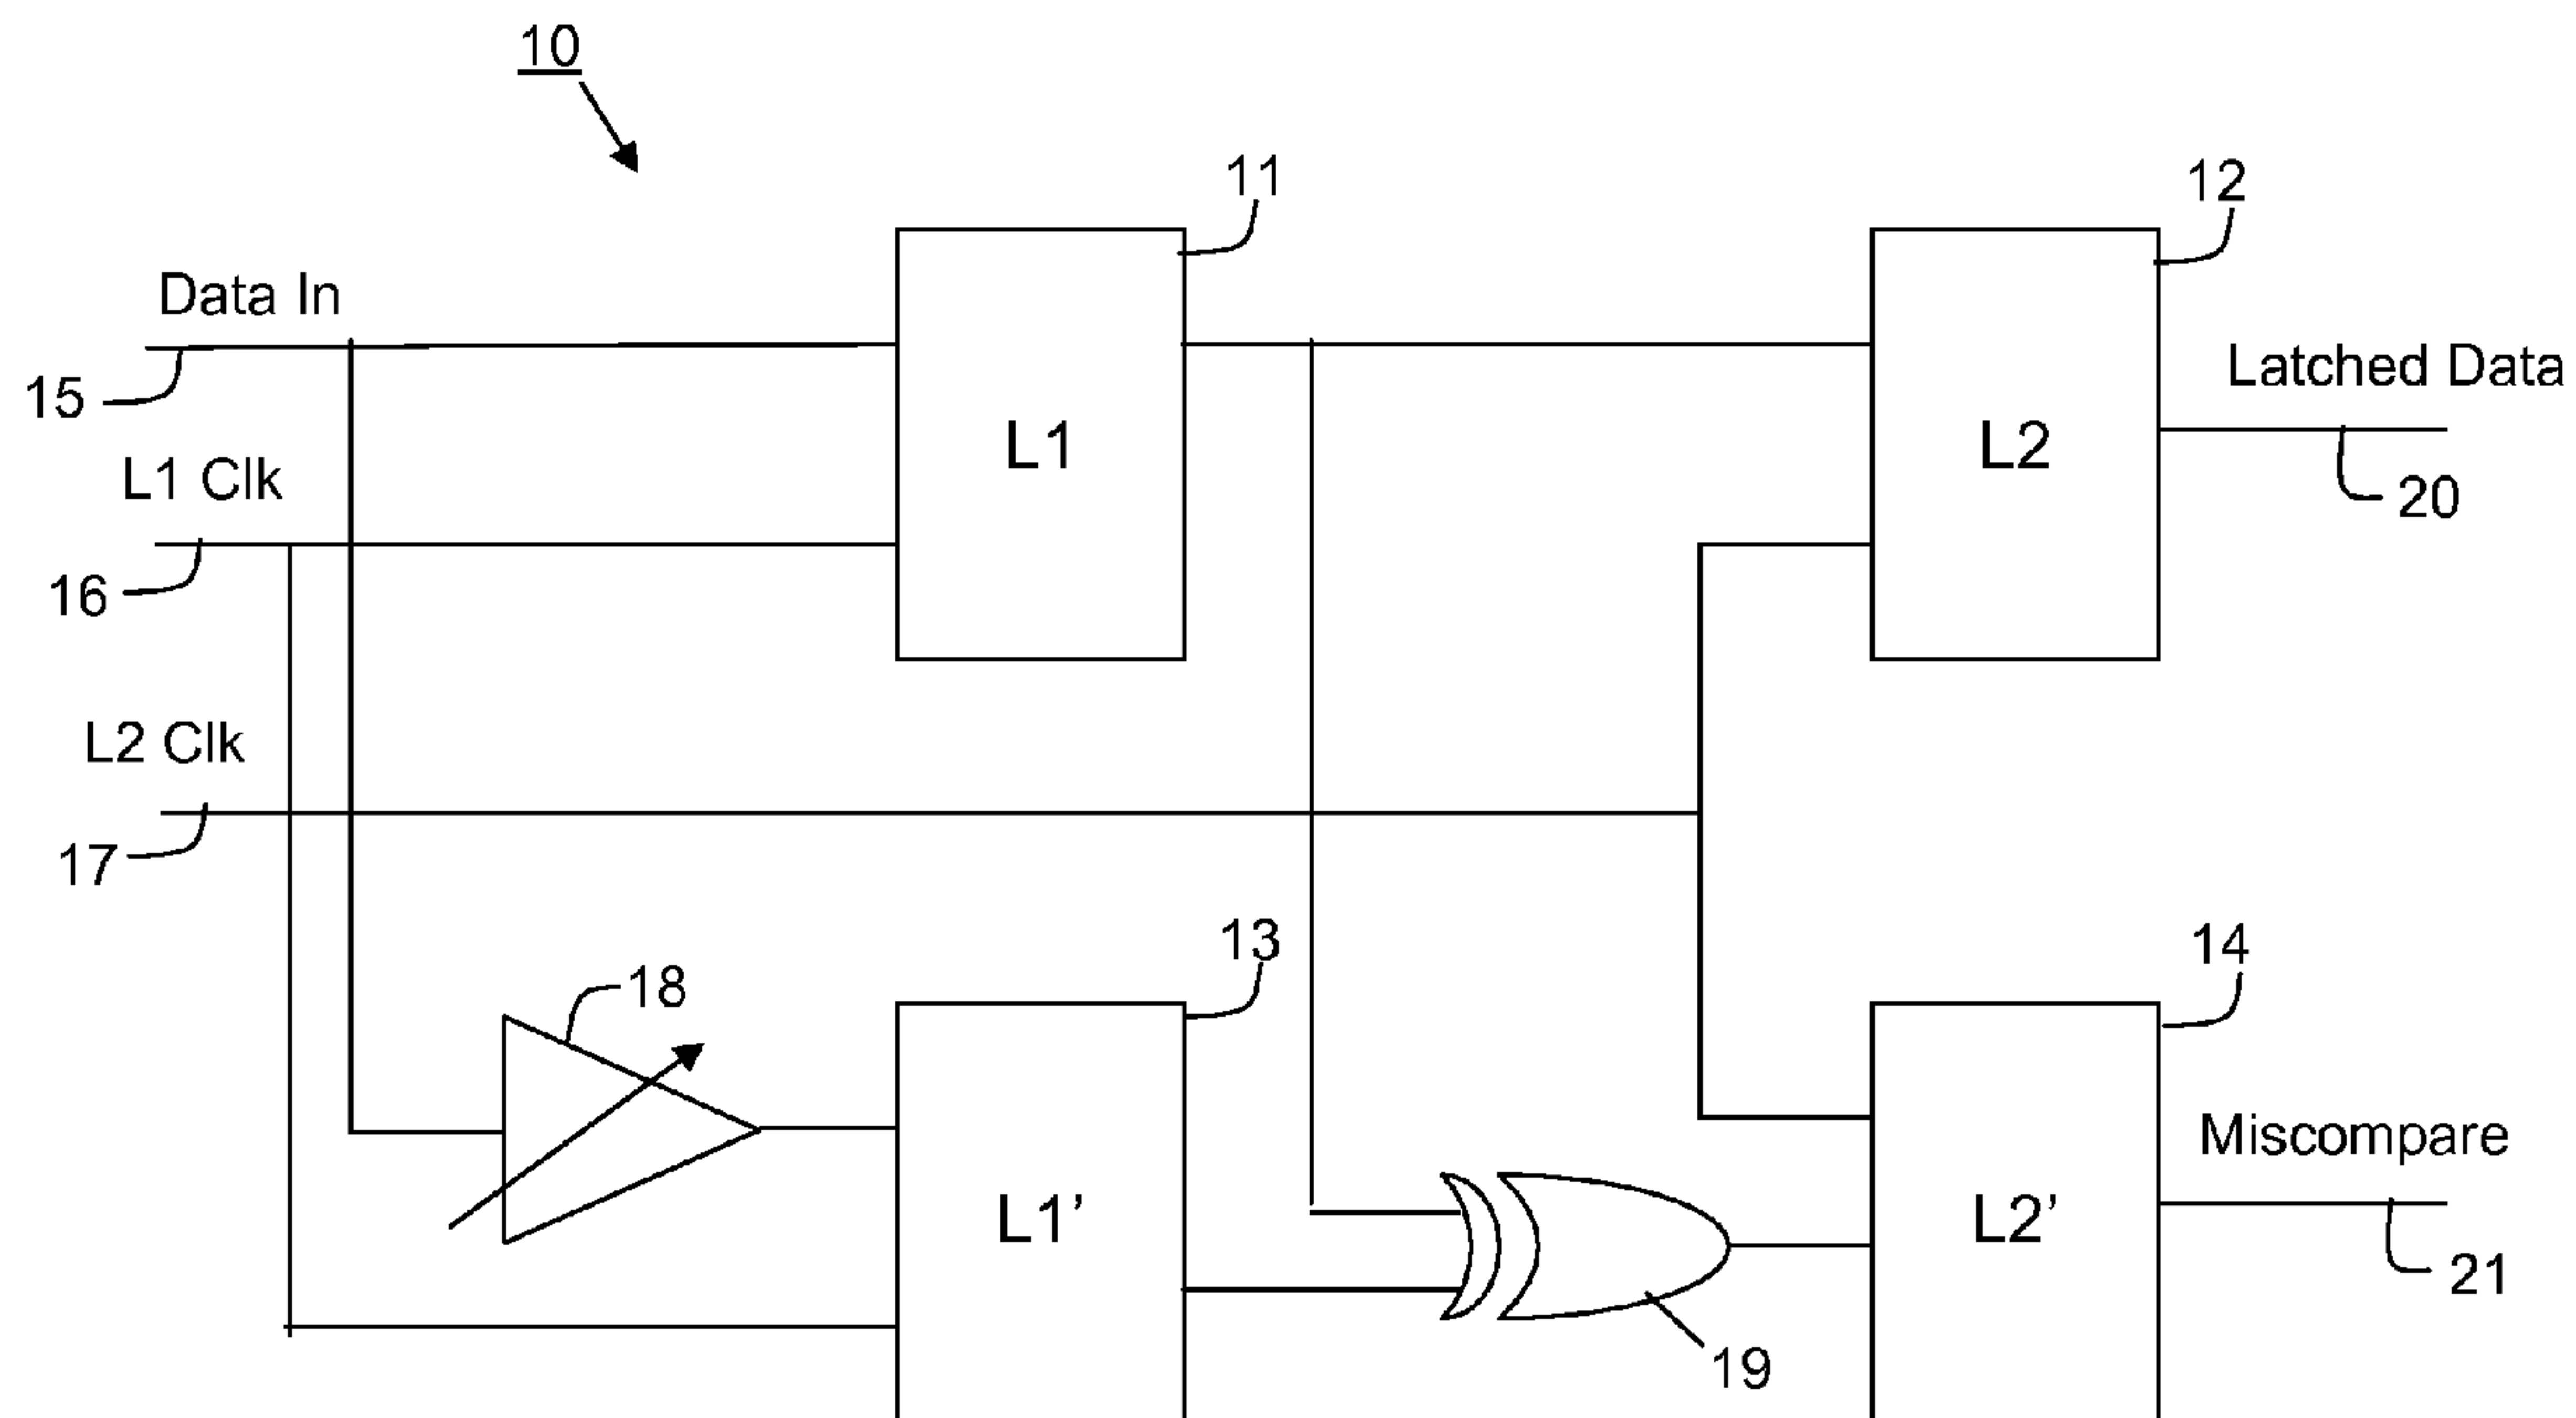 10
11
12
Data In
15
L1
L2
Latched Data
20
L1 Clk
16
L2 Clk
17
13
14
18
L1’
L2’
Miscompare
21
19